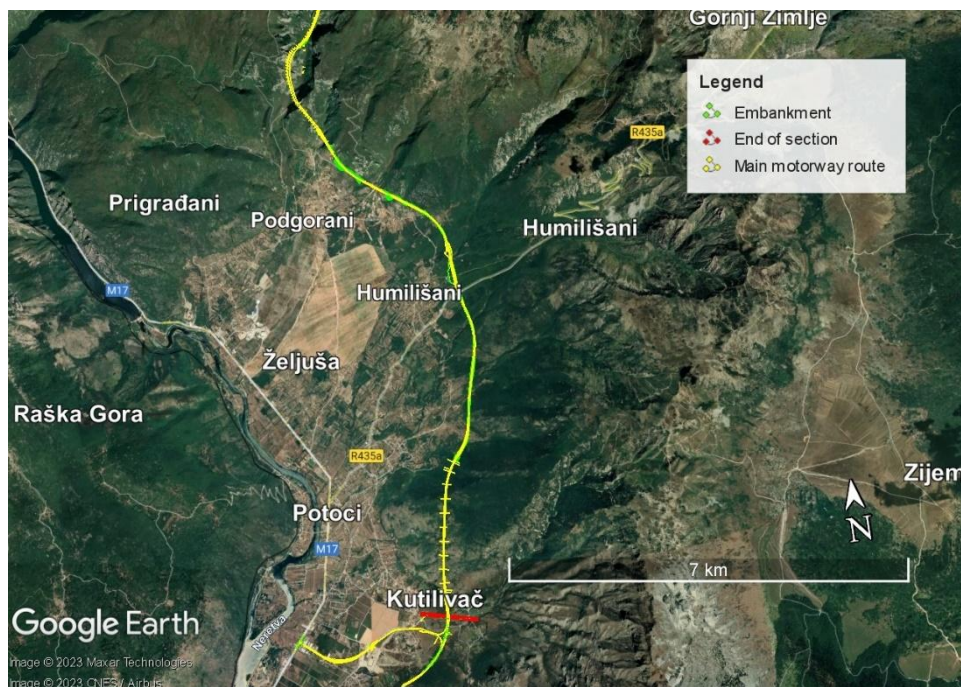 Gornji Zimlje
Legend
Embankment
End of section
Main motorway route
R435a
Prigrađani
Podgorani
Humilišani
M17
Humilišani
Željuša
Raška Gora
R435a
Zijem
Potoci
N
M17
7 km
Kutilivač
Google Earth
Neretva
Image © 2023 Maxar Technologies
Image © 2023 CNES / Airbus